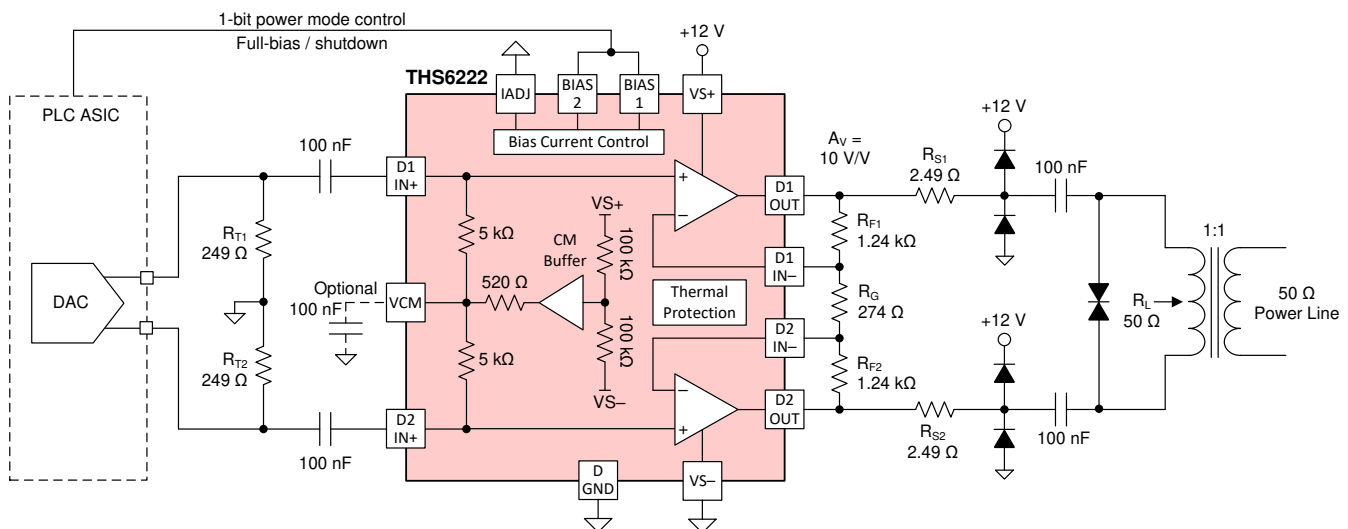 1-bit power mode control
Full-bias / shutdown
+12 V
THS6222
IADJ
BIAS
2
BIAS
1
VS+
PLC ASIC
Bias Current Control
100 nF
D1
IN+
AV =
10 V/V
RS1
2.49 Ω
+12 V
100 nF
D1
OUT
VS+
RT1
249 Ω
5 kΩ
CM
Buffer
100 kΩ
RF1
1.24 kΩ
1:1
D1
IN−
DAC
Optional
100 nF
VCM
520 Ω
Thermal
Protection
RG
274 Ω
RL
50 Ω
50 Ω
Power Line
D2
IN−
+12 V
RT2
249 Ω
5 kΩ
100 kΩ
VS−
RF2
1.24 kΩ
D2
IN+
D2
OUT
100 nF
RS2
2.49 Ω
100 nF
D
GND
VS−